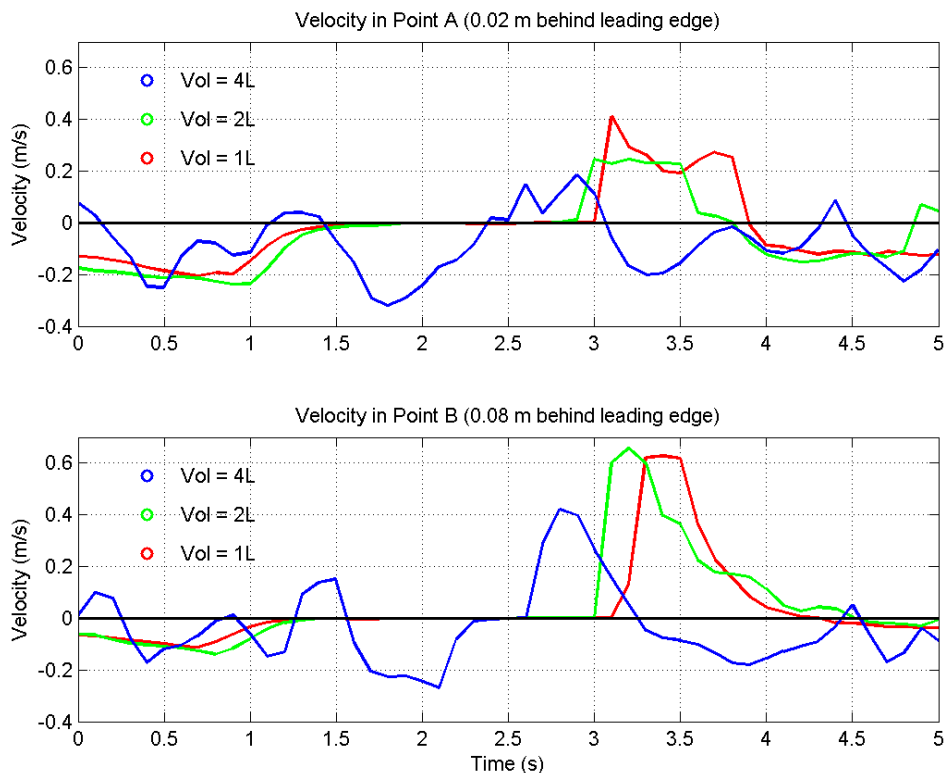 Velocity in Point A (0.02 m behind leading edge)
Velocity (m/s)
0.6
0.4
0.2
0
-0.2
-0.4
Vol = 4L
Vol = 2L
Vol = 1L
0 0.5 1 1.5 2 2.5 3 3.5 4 4.5 5
Velocity in Point B (0.08 m behind leading edge)
Velocity (m/s)
0.6
0.4
0.2
0
-0.2
-0.4
Vol = 4L
Vol = 2L
Vol = 1L
0 0.5 1 1.5 2 2.5 3 3.5 4 4.5 5
Time (s)